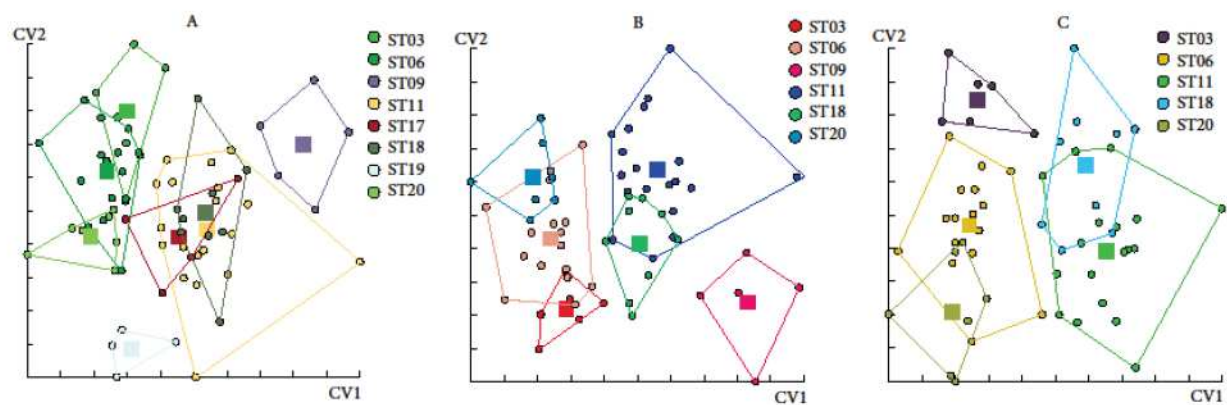 A
CV2
ST03
ST06
ST09
ST11
ST17
ST18
ST19
ST20
CV1
B
CV2
ST03
ST06
ST09
ST11
ST18
ST20
CV1
C
CV2
ST03
ST06
ST11
ST18
ST20
CV1